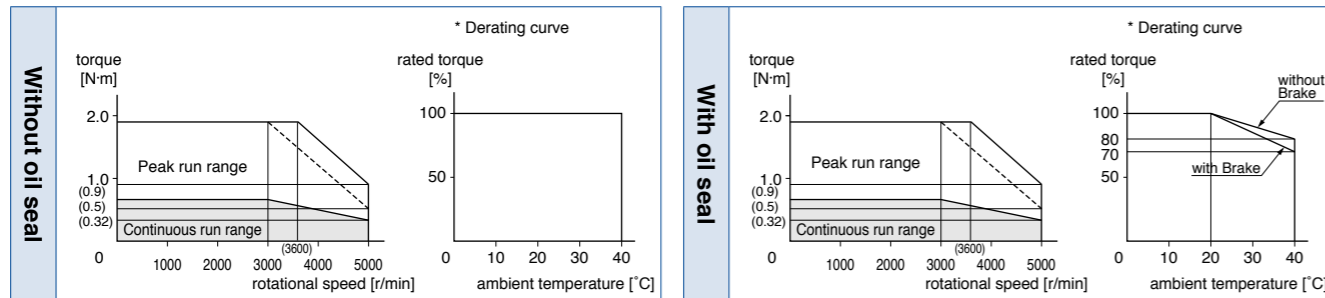 Without oil seal
* Derating curve
torque
[N·m]
rated torque
[%]
2.0
1.0
(0.9)
(0.5)
(0.32)
0
Peak run range
Continuous run range
1000 2000 3000 (3600) 4000 5000
rotational speed [r/min]
100
50
0 10 20 30 40
ambient temperature [˚C]
With oil seal
* Derating curve
torque
[N·m]
rated torque
[%]
2.0
1.0
(0.9)
(0.5)
(0.32)
0
Peak run range
Continuous run range
1000 2000 3000 (3600) 4000 5000
rotational speed [r/min]
without
Brake
100
80
70
50
with Brake
0 10 20 30 40
ambient temperature [˚C]